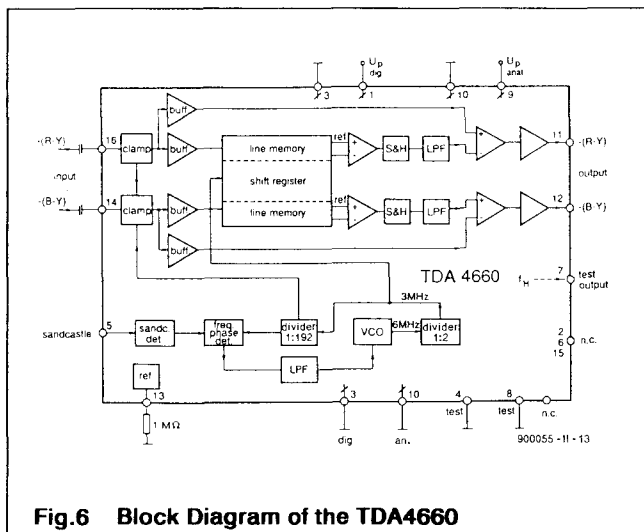 Up Up
dig anal
3 1 10 9
buff
16 11
-(R-Y) clamp buff line memory ref + - S&H LPF + - -(R-Y)
input shift register output
14 12
-(B-Y) clamp buff line memory ref + - S&H LPF + - -(B-Y)
buff
TDA 4660
7
fH test
output
3MHz
5
sandcastle sandc. det. freq. phase det. divider 1:192 VCO 6MHz divider 1:2
2
6 n.c.
15
LPF
ref
13 3 10 4 8
test test n.c.
1 MΩ
dig an.
900055 - II - 13
Fig.6 Block Diagram of the TDA4660